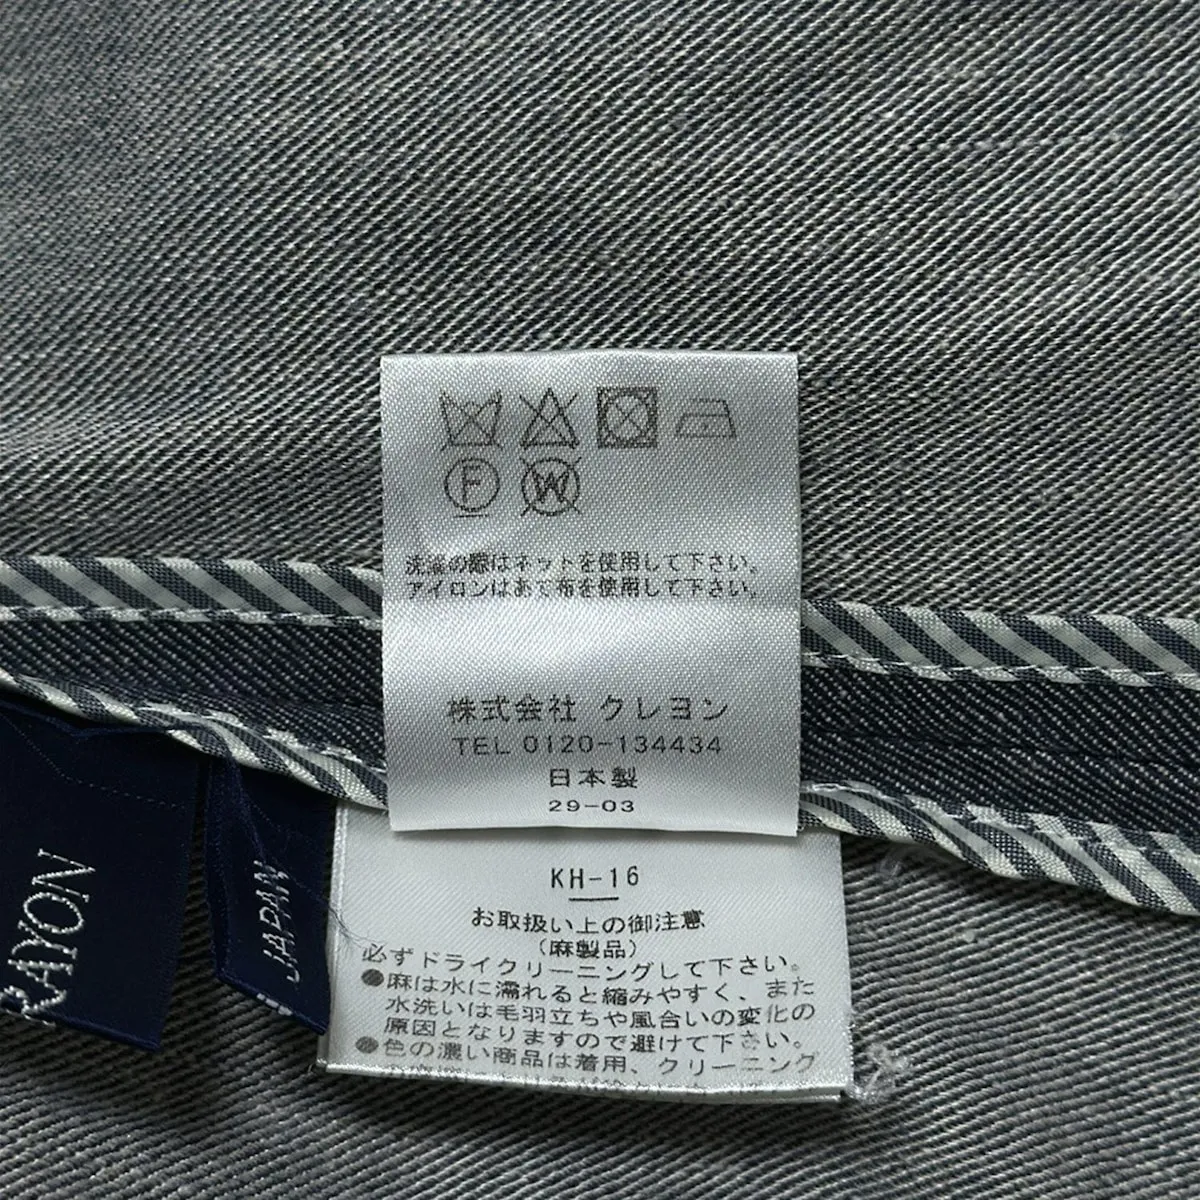 F
W
洗濯の際はネットを使用して下さい。
アイロンはあて布を使用して下さい。
株式会社 クレヨン
TEL 0120-134434
日本製
29-03
KH-16
お取扱い上の御注意
(麻製品)
必ずドライクリーニングして下さい。
●麻は水に濡れると縮みやすく、また
水洗いは毛羽立ちや風合いの変化の
原因となりますので避けて下さい。
●色の濃い商品は着用、クリーニング
RAYON
JAPAN